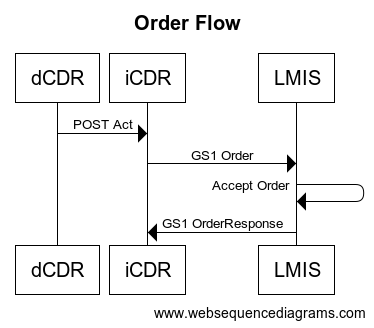 Order Flow
dCDR iCDR LMIS
POST Act
GS1 Order
Accept Order
GS1 OrderResponse
dCDR iCDR LMIS
www.websequencediagrams.com